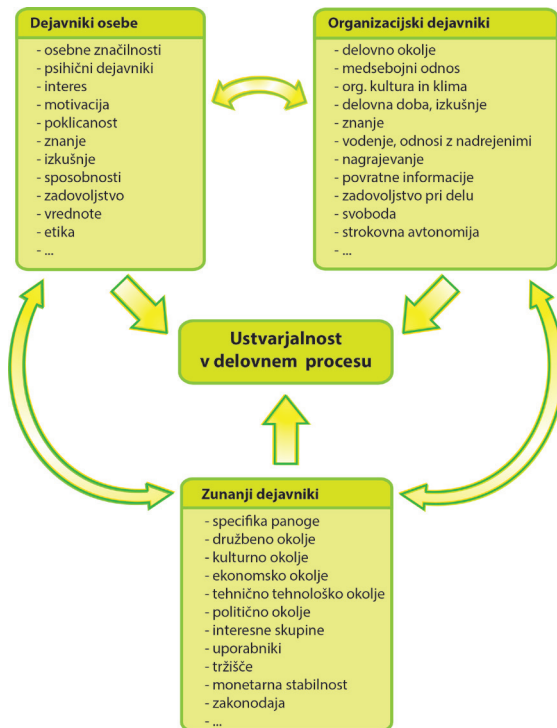 Dejavniki osebe
- osebne značilnosti
- psihični dejavniki
- interes
- motivacija
- poklicanost
- znanje
- izkušnje
- sposobnosti
- zadovoljstvo
- vrednote
- etika
- ...
Organizacijski dejavniki
- delovno okolje
- medsebojni odnos
- org. kultura in klima
- delovna doba, izkušnje
- znanje
- vodenje, odnosi z nadrejenimi
- nagrajevanje
- povratne informacije
- zadovoljstvo pri delu
- svoboda
- strokovna avtonomija
- ...
Ustvarjalnost
v delovnem procesu
Zunanji dejavniki
- specifika panoge
- družbeno okolje
- kulturno okolje
- ekonomsko okolje
- tehnično tehnološko okolje
- politično okolje
- interesne skupine
- uporabniki
- tržišče
- monetarna stabilnost
- zakonodaja
- ...